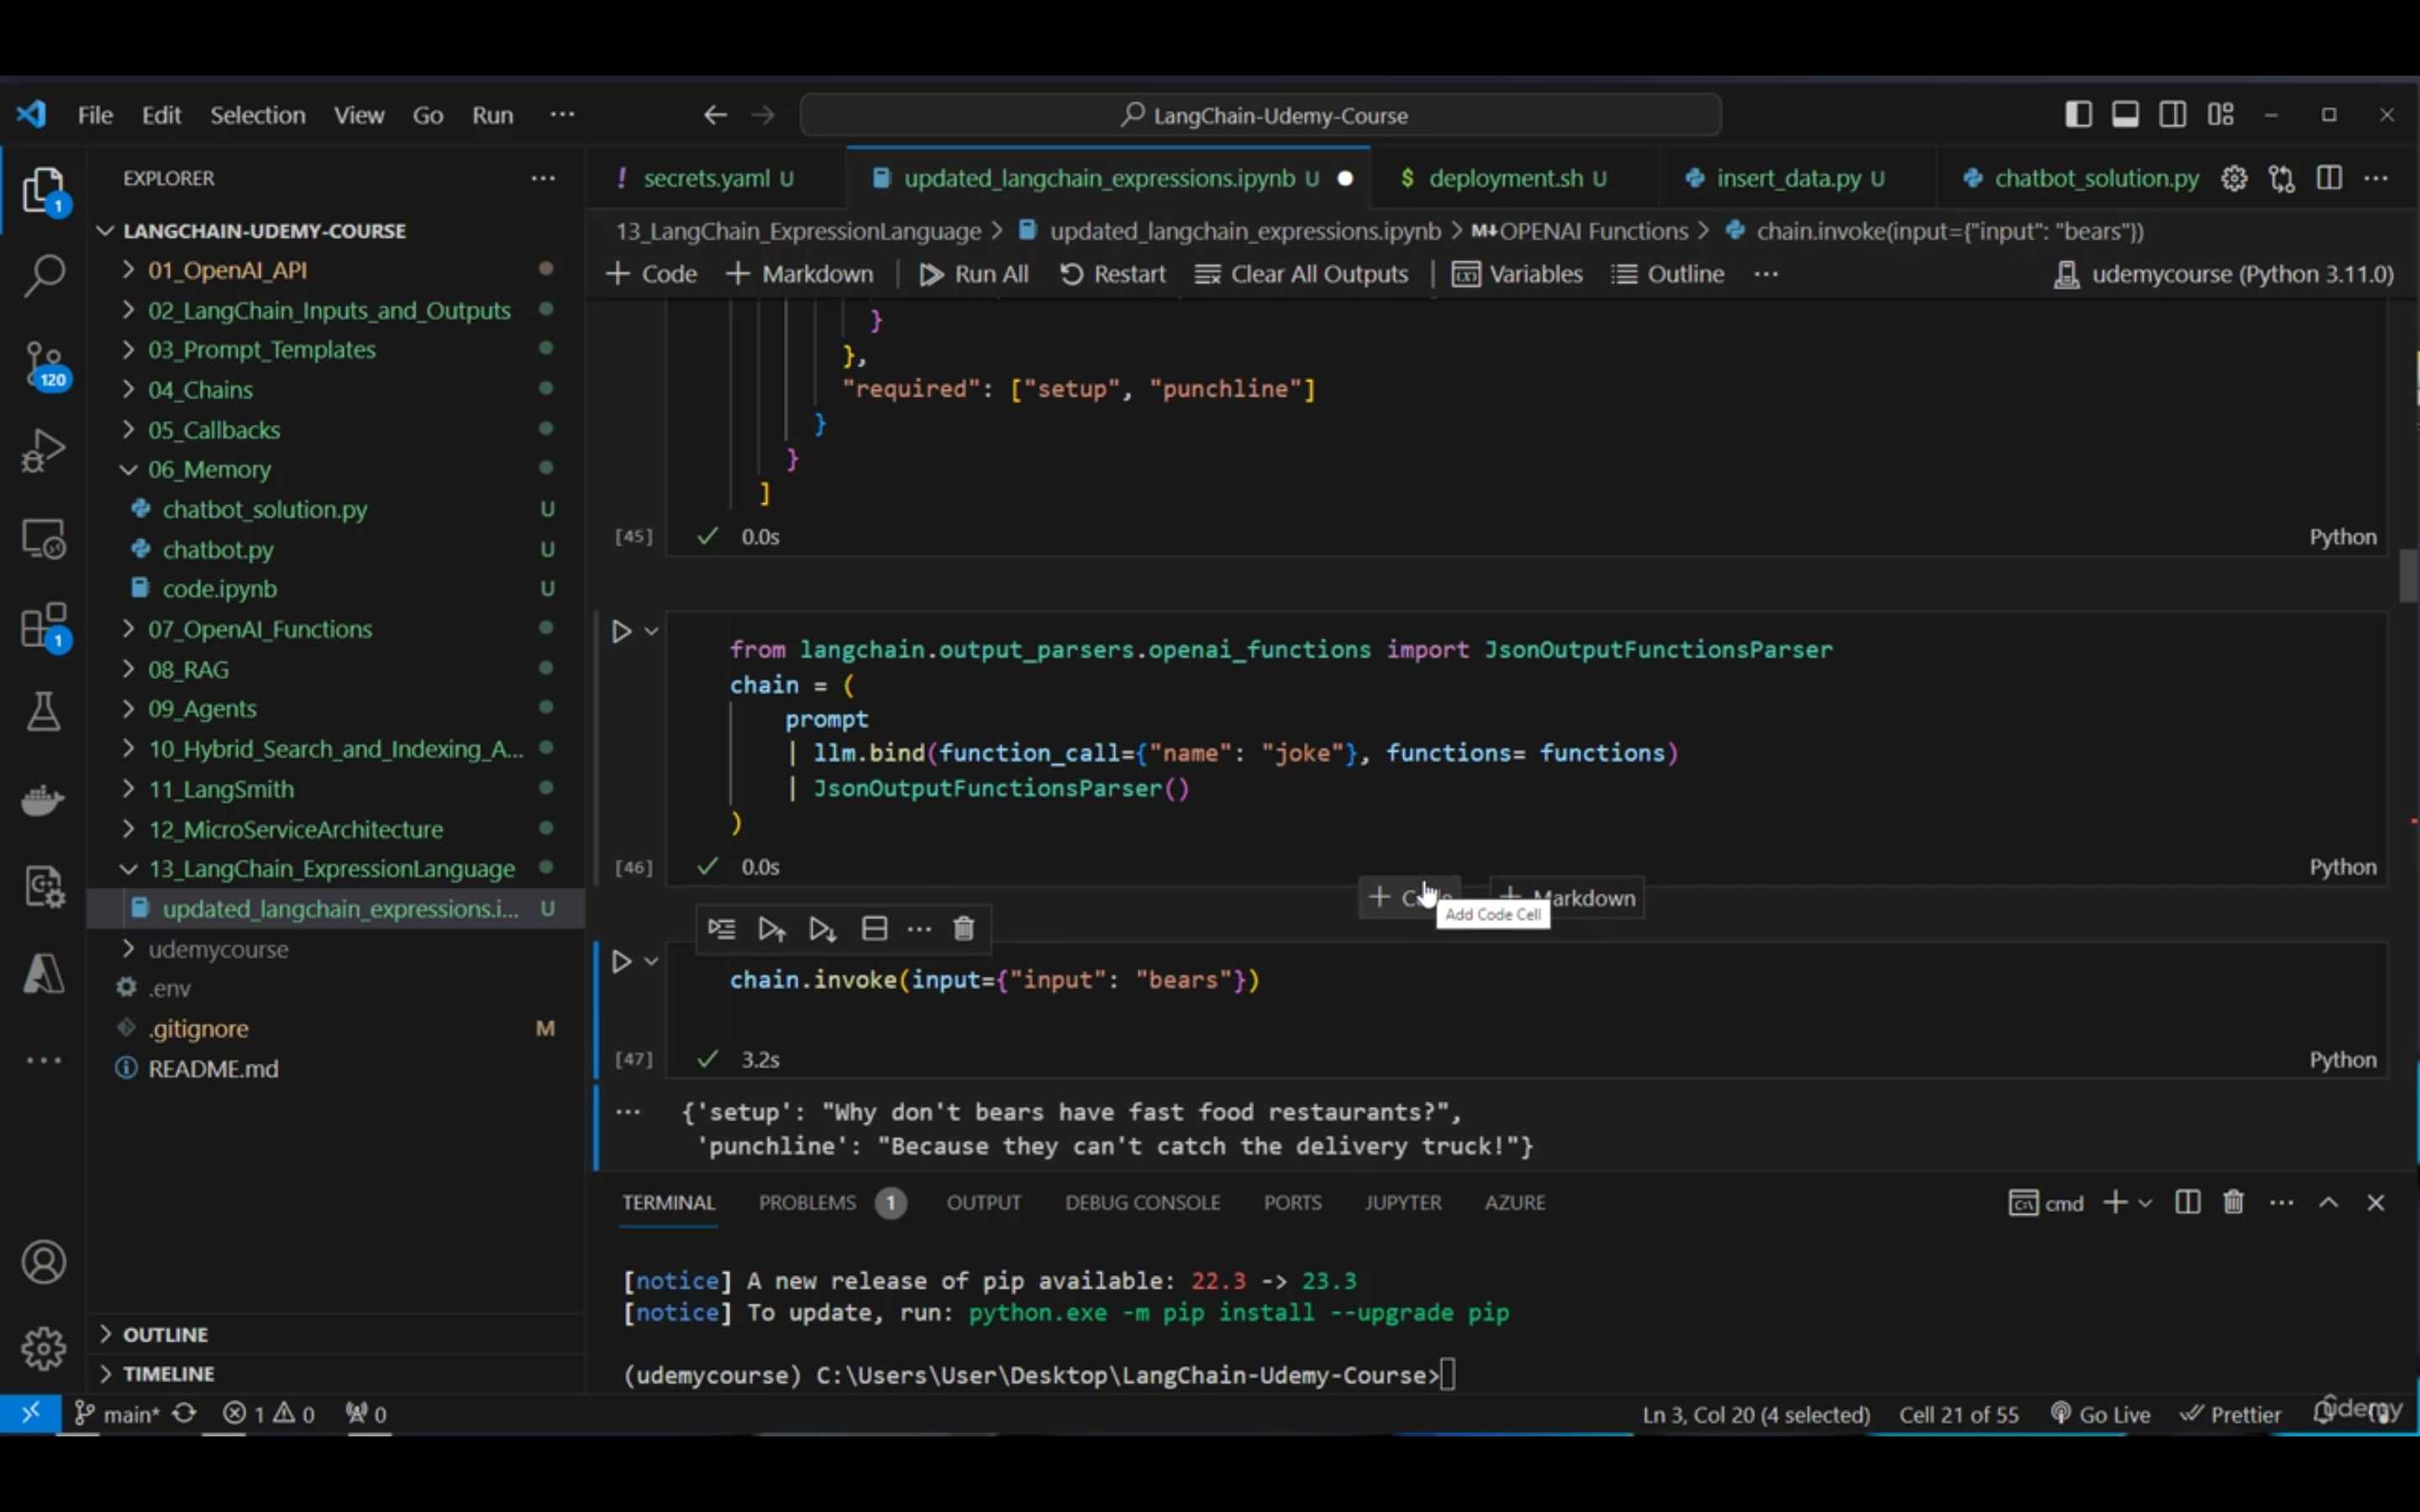 File Edit Selection View Go Run ... LangChain-Udemy-Course
EXPLORER
LANGCHAIN-UDEMY-COURSE
01_OpenAI_API
02_LangChain_Inputs_and_Outputs
03_Prompt_Templates
04_Chains
05_Callbacks
06_Memory
chatbot_solution.py U
chatbot.py U
code.ipynb U
07_OpenAI_Functions
08_RAG
09_Agents
10_Hybrid_Search_and_Indexing_A...
11_LangSmith
12_MicroServiceArchitecture
13_LangChain_ExpressionLanguage
updated_langchain_expressions.i... U
udemycourse
.env
.gitignore M
README.md
OUTLINE
TIMELINE
1
120
1
! secrets.yaml U updated_langchain_expressions.ipynb U $ deployment.sh U insert_data.py U chatbot_solution.py
13_LangChain_ExpressionLanguage > updated_langchain_expressions.ipynb > M↓OPENAI Functions > chain.invoke(input={"input": "bears"})
+ Code + Markdown | Run All Restart Clear All Outputs | Variables Outline ... udemycourse (Python 3.11.0)
}
},
"required": ["setup", "punchline"]
}
}
]
[45] ✓ 0.0s Python
from langchain.output_parsers.openai_functions import JsonOutputFunctionsParser
chain = (
prompt
| llm.bind(function_call={"name": "joke"}, functions= functions)
| JsonOutputFunctionsParser()
)
[46] ✓ 0.0s Python
+ Markdown
Add Code Cell
chain.invoke(input={"input": "bears"})
[47] ✓ 3.2s Python
... {'setup': "Why don't bears have fast food restaurants?",
'punchline': "Because they can't catch the delivery truck!"}
TERMINAL PROBLEMS 1 OUTPUT DEBUG CONSOLE PORTS JUPYTER AZURE cmd
[notice] A new release of pip available: 22.3 -> 23.3
[notice] To update, run: python.exe -m pip install --upgrade pip
(udemycourse) C:\Users\User\Desktop\LangChain-Udemy-Course>
main* 1 0 0 Ln 3, Col 20 (4 selected) Cell 21 of 55 Go Live Prettier
udemy